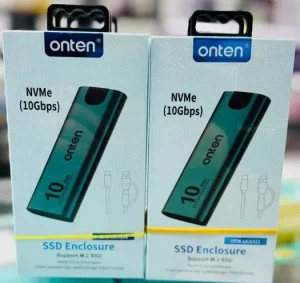 onten
NVMe
(10Gbps)
onten
10
SSD Enclosure
Support M.2 SSD
onten
NVMe
(10Gbps)
onten
10
SSD Enclosure
Support M.2 SSD